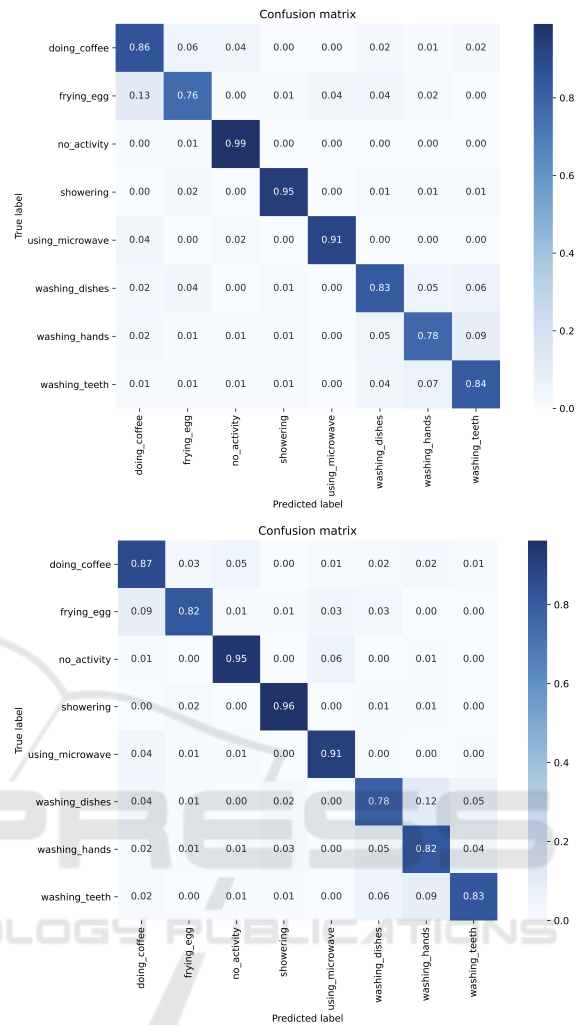 Confusion matrix
doing_coffee 0.86 0.06 0.04 0.00 0.00 0.02 0.01 0.02
frying_egg 0.13 0.76 0.00 0.01 0.04 0.04 0.02 0.00
no_activity 0.00 0.01 0.99 0.00 0.00 0.00 0.00 0.00
showering 0.00 0.02 0.00 0.95 0.00 0.01 0.01 0.01
using_microwave 0.04 0.00 0.02 0.00 0.91 0.00 0.00 0.00
washing_dishes 0.02 0.04 0.00 0.01 0.00 0.83 0.05 0.06
washing_hands 0.02 0.01 0.01 0.01 0.00 0.05 0.78 0.09
washing_teeth 0.01 0.01 0.01 0.01 0.00 0.04 0.07 0.84
True label
doing_coffee frying_egg no_activity showering using_microwave washing_dishes washing_hands washing_teeth
Predicted label
0.8
0.6
0.4
0.2
0.0
Confusion matrix
doing_coffee 0.87 0.03 0.05 0.00 0.01 0.02 0.02 0.01
frying_egg 0.09 0.82 0.01 0.01 0.03 0.03 0.00 0.00
no_activity 0.01 0.00 0.95 0.00 0.06 0.00 0.01 0.00
showering 0.00 0.02 0.00 0.96 0.00 0.01 0.01 0.00
using_microwave 0.04 0.01 0.01 0.00 0.91 0.00 0.00 0.00
washing_dishes 0.04 0.01 0.00 0.02 0.00 0.78 0.12 0.05
washing_hands 0.02 0.01 0.01 0.03 0.00 0.05 0.82 0.04
washing_teeth 0.02 0.00 0.01 0.01 0.00 0.06 0.09 0.83
True label
doing_coffee frying_egg no_activity showering using_microwave washing_dishes washing_hands washing_teeth
Predicted label
0.8
0.6
0.4
0.2
0.0
PRESS
OLOGY PUBLICATIONS